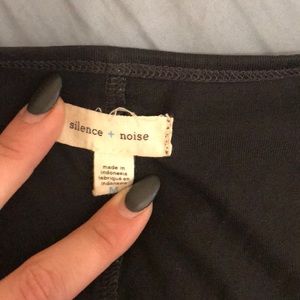 silence + noise
made in
indonesia
fabriqué en
indonésie
M